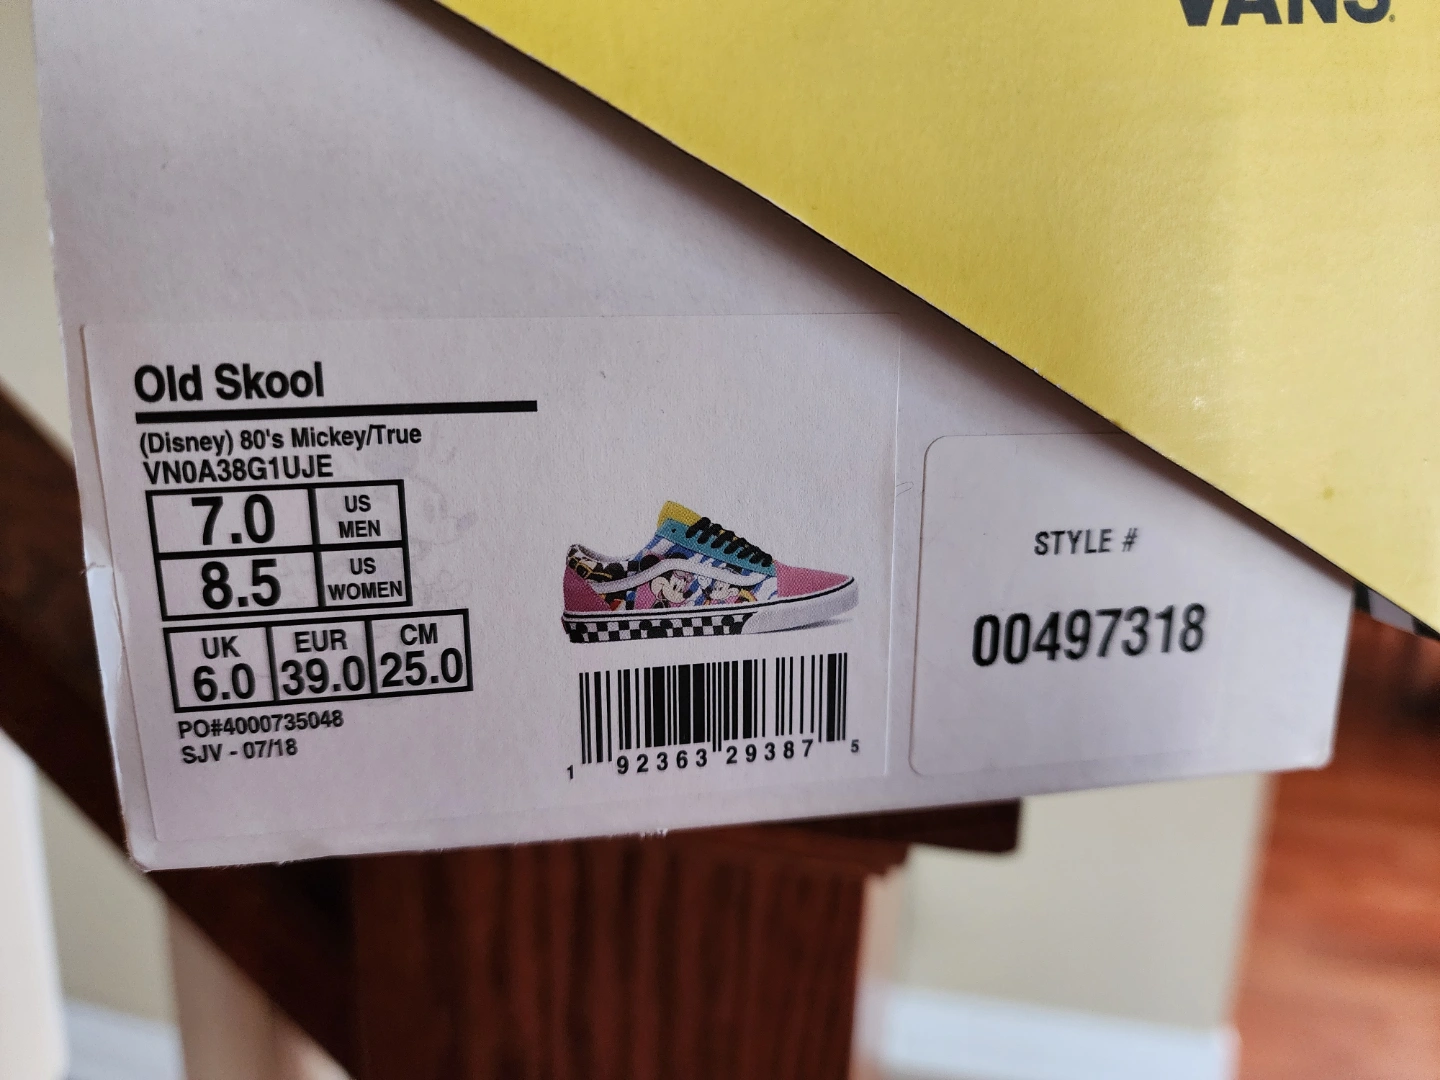 VANS
Old Skool
(Disney) 80's Mickey/True
VN0A38G1UJE
7.0 US MEN
8.5 US WOMEN
UK EUR CM
6.0 39.0 25.0
PO#4000735048
SJV - 07/18
1 92363 29387 5
STYLE #
00497318